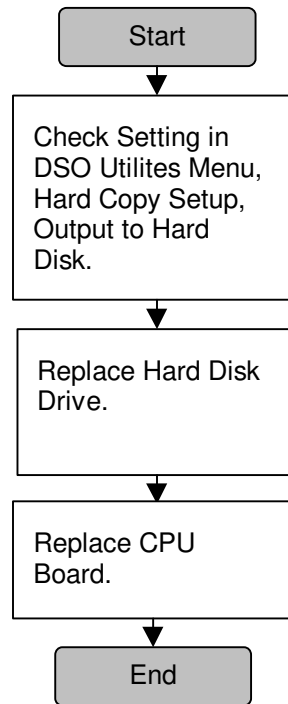 Start
Check Setting in
DSO Utilites Menu,
Hard Copy Setup,
Output to Hard
Disk.
Replace Hard Disk
Drive.
Replace CPU
Board.
End